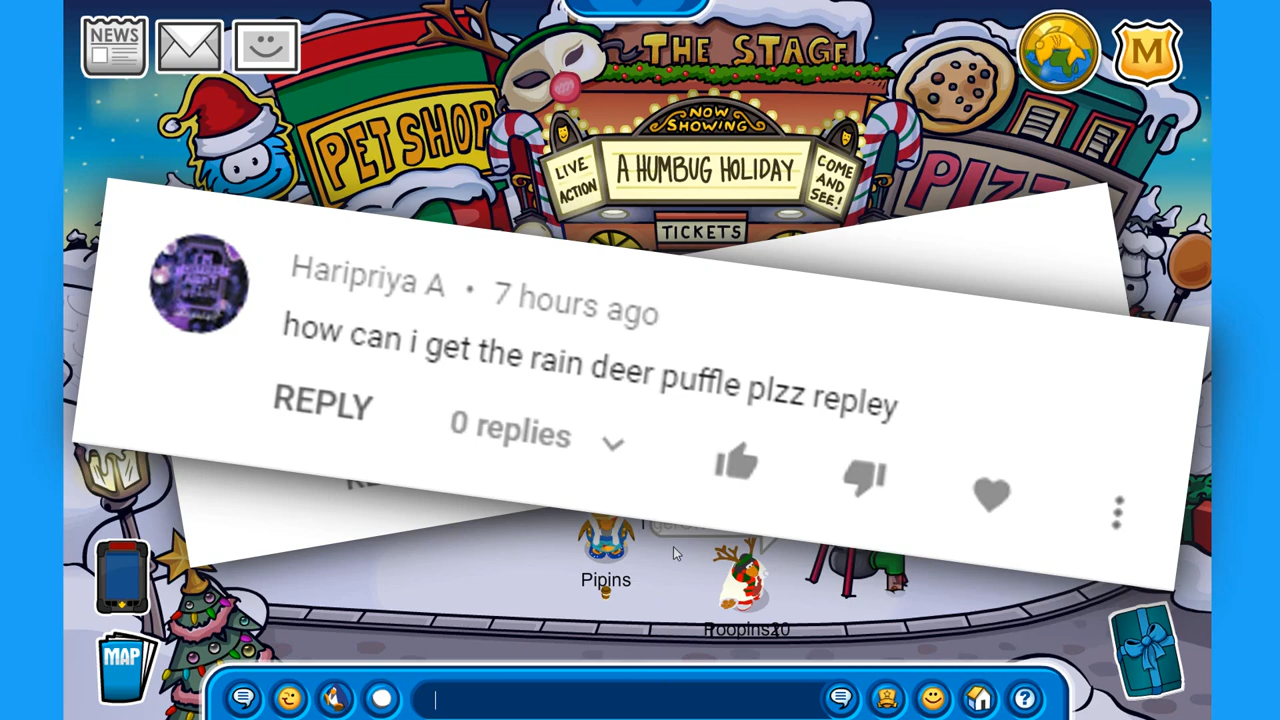 NEWS
M
THE STAGE
PET SHOP
NOW
SHOWING
LIVE
ACTION
A HUMBUG HOLIDAY
COME
AND
SEE!
TICKETS
Haripriya A • 7 hours ago
how can i get the rain deer puffle plzz repley
REPLY
0 replies
Pipins
Roopins20
MAP